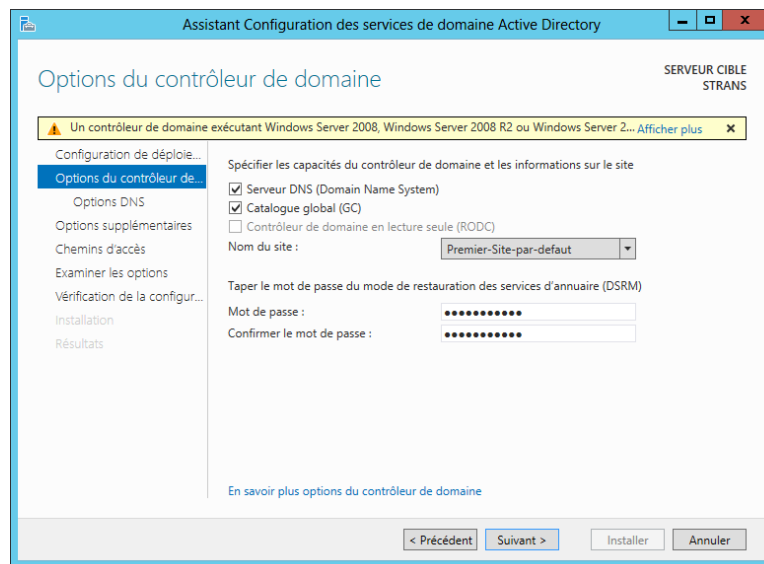 Assistant Configuration des services de domaine Active Directory
Options du contrôleur de domaine
SERVEUR CIBLE
STRANS
Un contrôleur de domaine exécutant Windows Server 2008, Windows Server 2008 R2 ou Windows Server 2... Afficher plus
Configuration de déploie...
Options du contrôleur de...
Options DNS
Options supplémentaires
Chemins d'accès
Examiner les options
Vérification de la configur...
Installation
Résultats
Spécifier les capacités du contrôleur de domaine et les informations sur le site
Serveur DNS (Domain Name System)
Catalogue global (GC)
Contrôleur de domaine en lecture seule (RODC)
Nom du site : Premier-Site-par-defaut
Taper le mot de passe du mode de restauration des services d'annuaire (DSRM)
Mot de passe : ●●●●●●●●●●●
Confirmer le mot de passe : ●●●●●●●●●●●
En savoir plus options du contrôleur de domaine
< Précédent Suivant > Installer Annuler